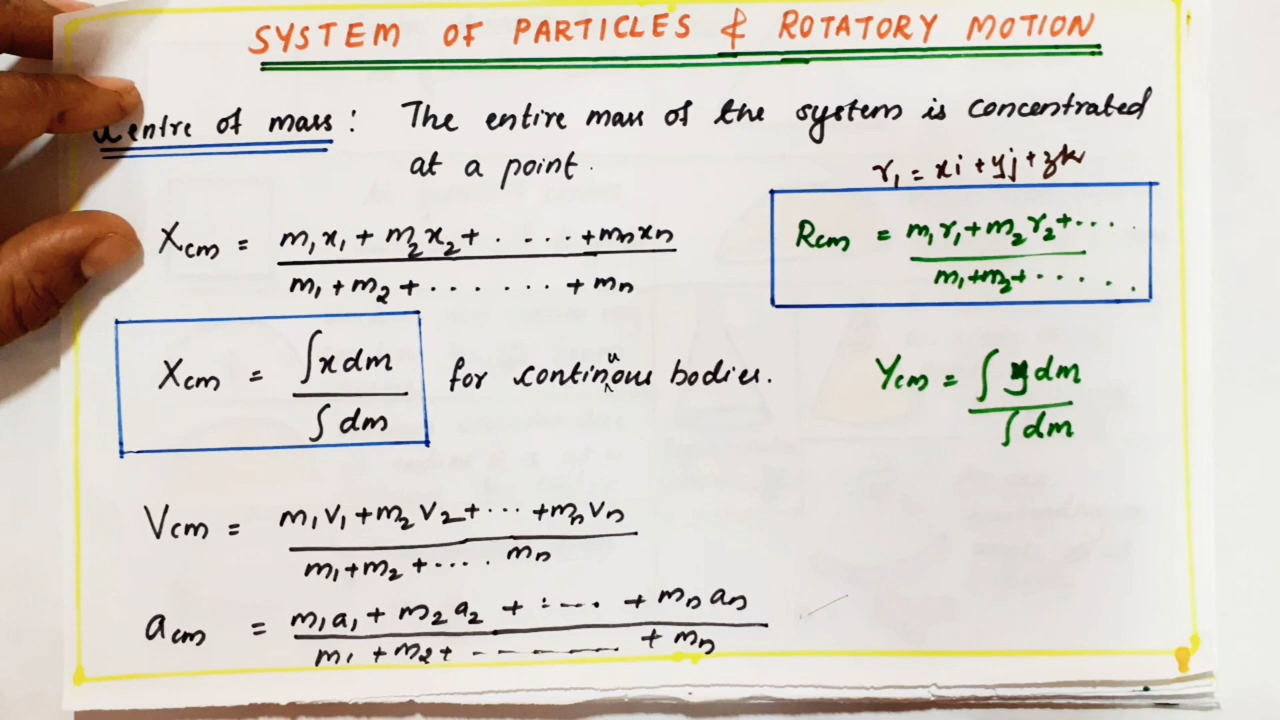 SYSTEM OF PARTICLES & ROTATORY MOTION
Centre of mass : The entire mass of the system is concentrated
at a point.
r₁ = xi + yj + zk
Xcm = m₁x₁ + m₂x₂ + . . . . . + mnxn
m₁ + m₂ + . . . . . . . + mn
Rcm = m₁r₁ + m₂r₂ + . . . .
m₁ + m₂ + . . . . .
Xcm = ∫x dm
∫ dm
for continuous bodies.
Ycm = ∫ y dm
∫ dm
Vcm = m₁v₁ + m₂v₂ + ... + mnvn
m₁ + m₂ + .... . mn
acm = m₁a₁ + m₂a₂ + ..... + mnan
m₁ + m₂ + - - - - - - - - + mn